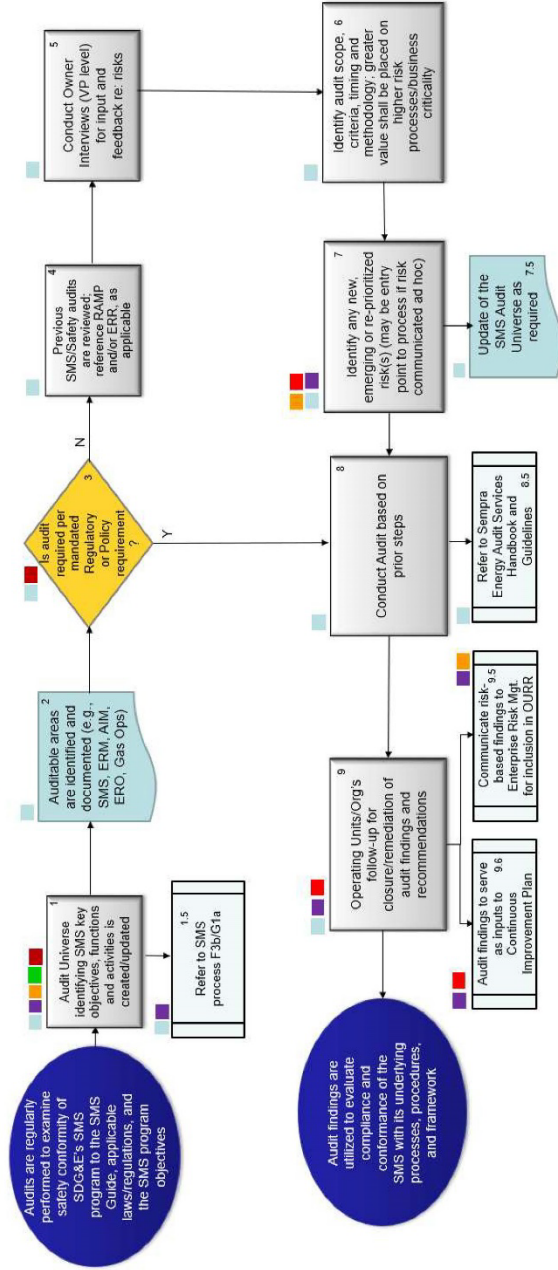 Audits are regularly
performed to examine
safety conformity of
SDG&E's SMS
program to the SMS
Guide, applicable
laws/regulations, and
the SMS program
objectives
1
Audit Universe
identifying SMS key
objectives, functions
and activities is
created/updated
1.5
Refer to SMS
process F3b/G1a
2
Auditable areas
are identified and
documented (e.g.,
SMS, ERM, AIM,
ERO, Gas Ops)
3
Is audit
required per
mandated
Regulatory
or Policy
requirement
?
N
Y
4
Previous
SMS/Safety audits
are reviewed:
reference RAMP
and/or ERR, as
applicable
5
Conduct Owner
Interviews (VP level)
for input and
feedback re: risks
6
Identify audit scope,
criteria, timing and
methodology; greater
value shall be placed on
higher risk
processes/business
criticality
7
Identify any new,
emerging or re-prioritized
risk(s) (may be entry
point to process if risk
communicated ad hoc)
Update of the
SMS Audit
Universe as
required
7.5
8
Conduct Audit based on
prior steps
Refer to Sempra
Energy Audit Services
Handbook and
Guidelines
8.5
9
Operating Units/Org's
follow-up for
closure/remediation of
audit findings and
recommendations
Communicate risk-
based findings to
9.5
Enterprise Risk Mgt.
for inclusion in OURR
Audit findings to serve
as inputs to
9.6
Continuous
Improvement Plan
Audit findings are
utilized to evaluate
compliance and
conformance of the
SMS with its underlying
processes, procedures,
and framework